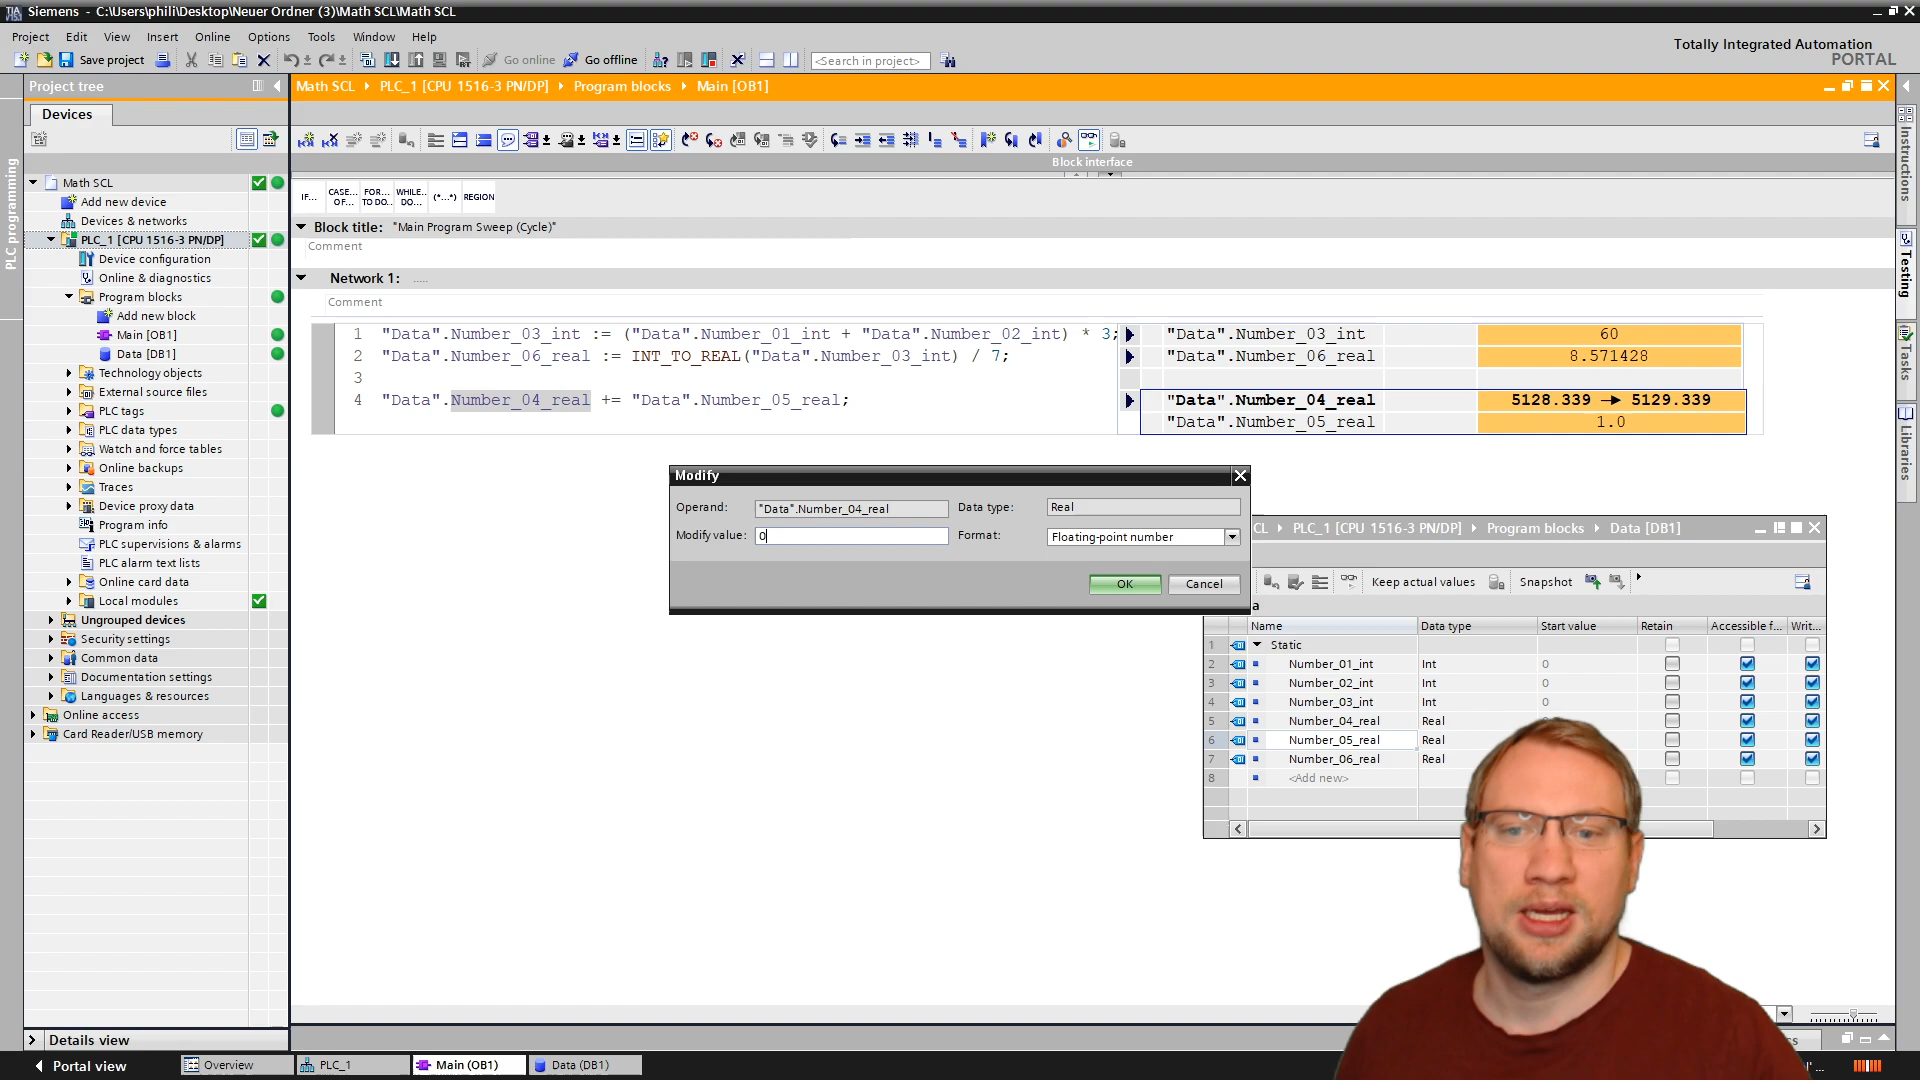 Siemens - C:\Users\phili\Desktop\Neuer Ordner (3)\Math SCL\Math SCL
Project Edit View Insert Online Options Tools Window Help
Totally Integrated Automation
PORTAL
Save project
Go online
Go offline
<Search in project>
Project tree
Math SCL PLC_1 [CPU 1516-3 PN/DP] Program blocks Main [OB1]
Devices
PLC programming
Block interface
Math SCL
Add new device
Devices & networks
PLC_1 [CPU 1516-3 PN/DP]
Device configuration
Online & diagnostics
Program blocks
Add new block
Main [OB1]
Data [DB1]
Technology objects
External source files
PLC tags
PLC data types
Watch and force tables
Online backups
Traces
Device proxy data
Program info
PLC supervisions & alarms
PLC alarm text lists
Online card data
Local modules
Ungrouped devices
Security settings
Common data
Documentation settings
Languages & resources
Online access
Card Reader/USB memory
IF...
CASE... OF...
FOR... TO DO..
WHILE.. DO...
(*...*)
REGION
Block title: "Main Program Sweep (Cycle)"
Comment
Network 1: .....
Comment
1 "Data".Number_03_int := ("Data".Number_01_int + "Data".Number_02_int) * 3;
2 "Data".Number_06_real := INT_TO_REAL("Data".Number_03_int) / 7;
3
4 "Data".Number_04_real += "Data".Number_05_real;
"Data".Number_03_int 60
"Data".Number_06_real 8.571428
"Data".Number_04_real 5128.339 → 5129.339
"Data".Number_05_real 1.0
Modify
Operand: "Data".Number_04_real Data type: Real
Modify value: 0 Format: Floating-point number
OK Cancel
CL PLC_1 [CPU 1516-3 PN/DP] Program blocks Data [DB1]
Keep actual values Snapshot
a
Name Data type Start value Retain Accessible f... Writ...
1 Static
2 Number_01_int Int 0
3 Number_02_int Int 0
4 Number_03_int Int 0
5 Number_04_real Real
6 Number_05_real Real
7 Number_06_real Real
8 <Add new>
Instructions
Testing
Tasks
Libraries
Details view
Portal view
Overview
PLC_1
Main (OB1)
Data (DB1)